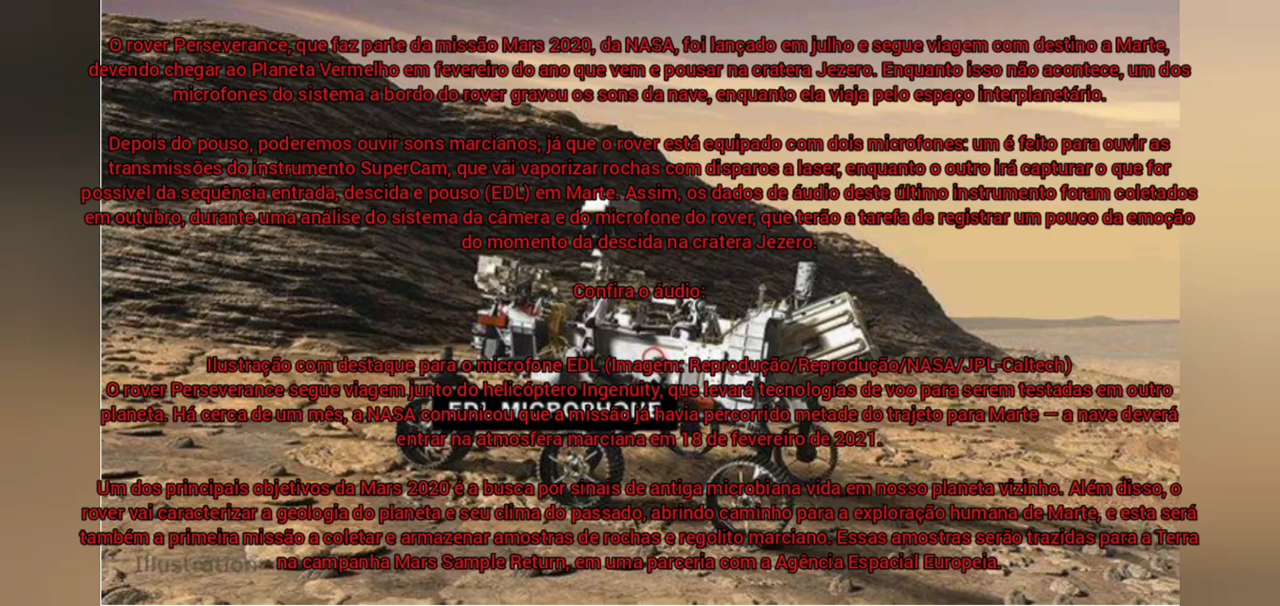 O rover Perseverance, que faz parte da missão Mars 2020, da NASA, foi lançado em julho e segue viagem com destino a Marte,
devendo chegar ao Planeta Vermelho em fevereiro do ano que vem e pousar na cratera Jezero. Enquanto isso não acontece, um dos
microfones do sistema a bordo do rover gravou os sons da nave, enquanto ela viaja pelo espaço interplanetário.
Depois do pouso, poderemos ouvir sons marcianos, já que o rover está equipado com dois microfones: um é feito para ouvir as
transmissões do instrumento SuperCam, que vai vaporizar rochas com disparos a laser, enquanto o outro irá capturar o que for
possível da sequência entrada, descida e pouso (EDL) em Marte. Assim, os dados de áudio deste último instrumento foram coletados
em outubro, durante uma análise do sistema da câmera e do microfone do rover, que terão a tarefa de registrar um pouco da emoção
do momento da descida na cratera Jezero.
Confira o áudio:
Ilustração com destaque para o microfone EDL (Imagem: Reprodução/Reprodução/NASA/JPL-Caltech)
O rover Perseverance segue viagem junto do helicóptero Ingenuity, que levará tecnologias de voo para serem testadas em outro
planeta. Há cerca de um mês, a NASA comunicou que a missão já havia percorrido metade do trajeto para Marte — a nave deverá
EDL MICROPHONE
entrar na atmosfera marciana em 18 de fevereiro de 2021.
Um dos principais objetivos da Mars 2020 é a busca por sinais de antiga microbiana vida em nosso planeta vizinho. Além disso, o
rover vai caracterizar a geologia do planeta e seu clima do passado, abrindo caminho para a exploração humana de Marte, e esta será
também a primeira missão a coletar e armazenar amostras de rochas e regolito marciano. Essas amostras serão trazidas para a Terra
na campanha Mars Sample Return, em uma parceria com a Agência Espacial Europeia.
Illustration